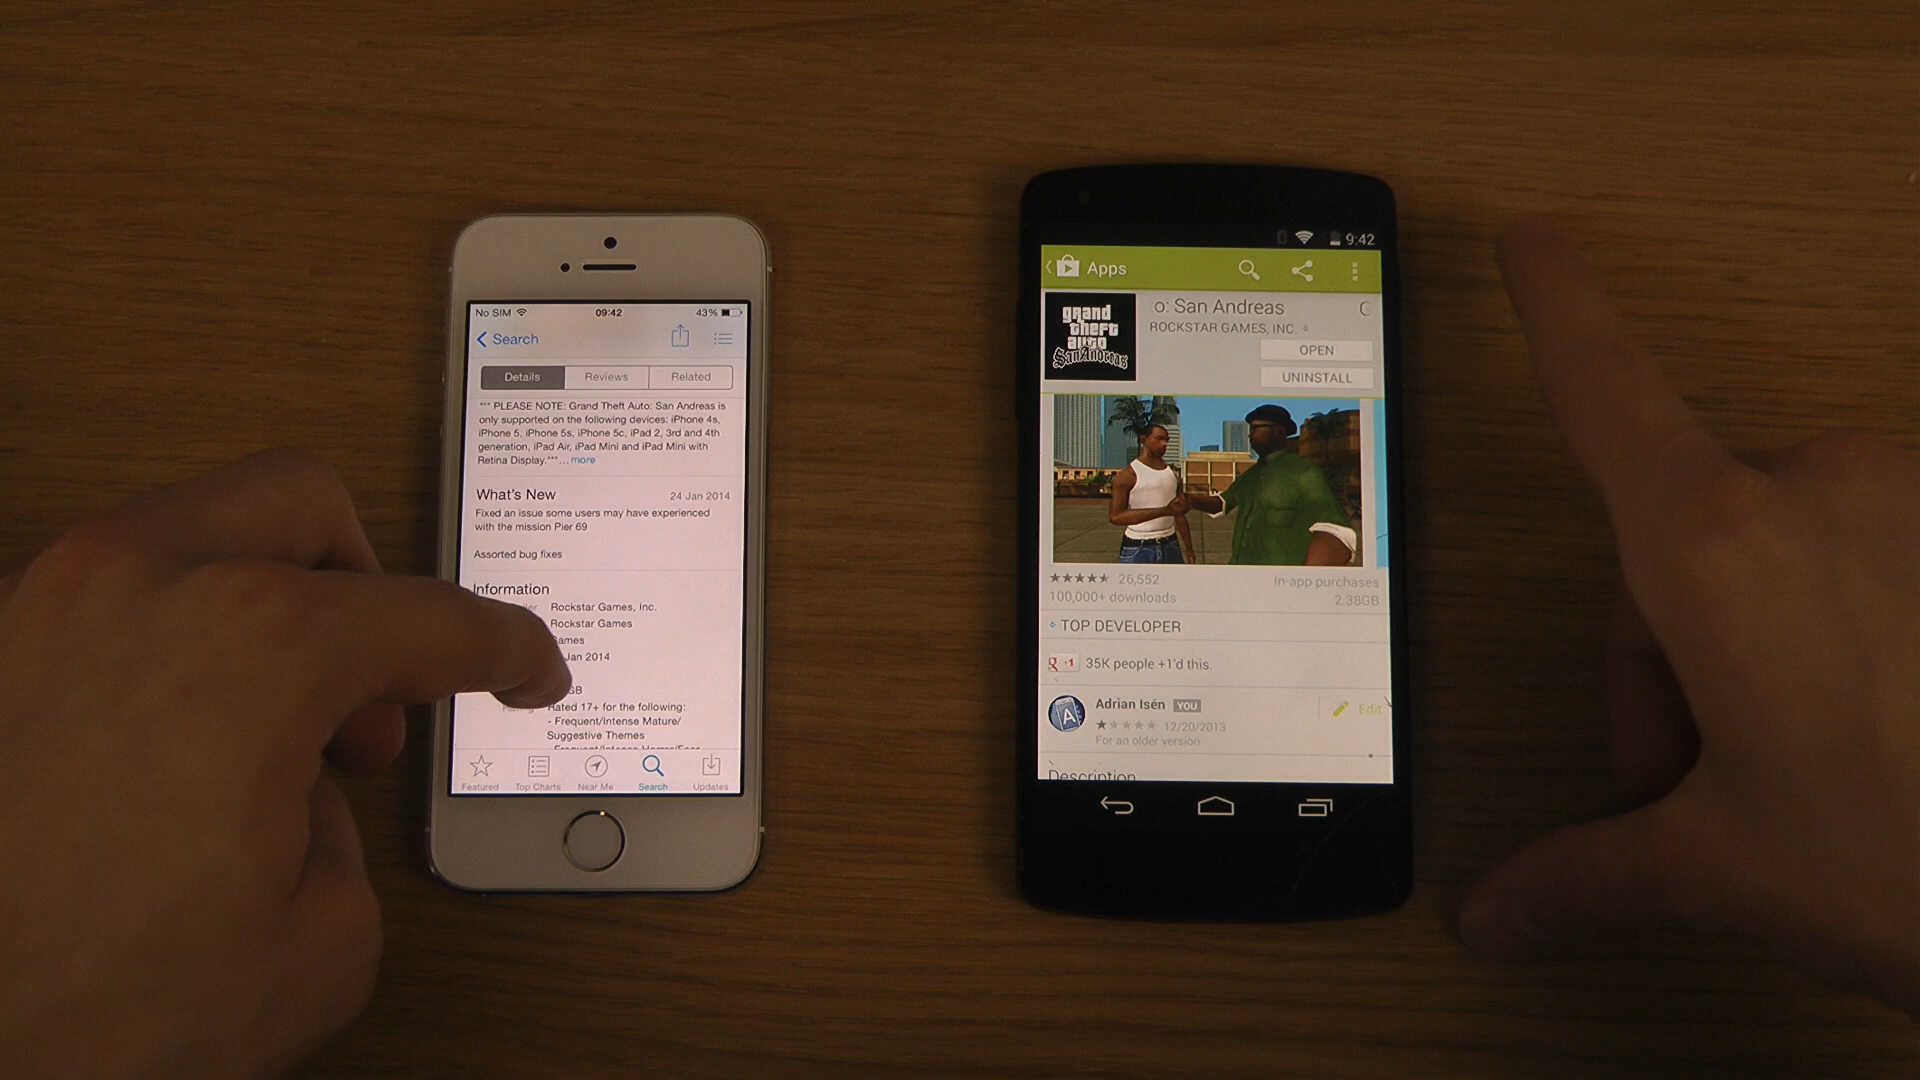 No SIM 09:42 43%
Search
Details Reviews Related
*** PLEASE NOTE: Grand Theft Auto: San Andreas is
only supported on the following devices: iPhone 4s,
iPhone 5, iPhone 5s, iPhone 5c, iPad 2, 3rd and 4th
generation, iPad Air, iPad Mini and iPad Mini with
Retina Display.***... more
What's New 24 Jan 2014
Fixed an issue some users may have experienced
with the mission Pier 69
Assorted bug fixes
Information
Rockstar Games, Inc.
Rockstar Games
Games
Jan 2014
GB
Rated 17+ for the following:
- Frequent/Intense Mature/
Suggestive Themes
Featured Top Charts Near Me Search Updates
9:42
Apps
grand
theft
auto
San Andreas
o: San Andreas G
ROCKSTAR GAMES, INC.
OPEN
UNINSTALL
26,552 In-app purchases
100,000+ downloads 2.38GB
TOP DEVELOPER
g +1 35K people +1'd this.
A Adrian Isén YOU Edit
12/20/2013
For an older version
Description